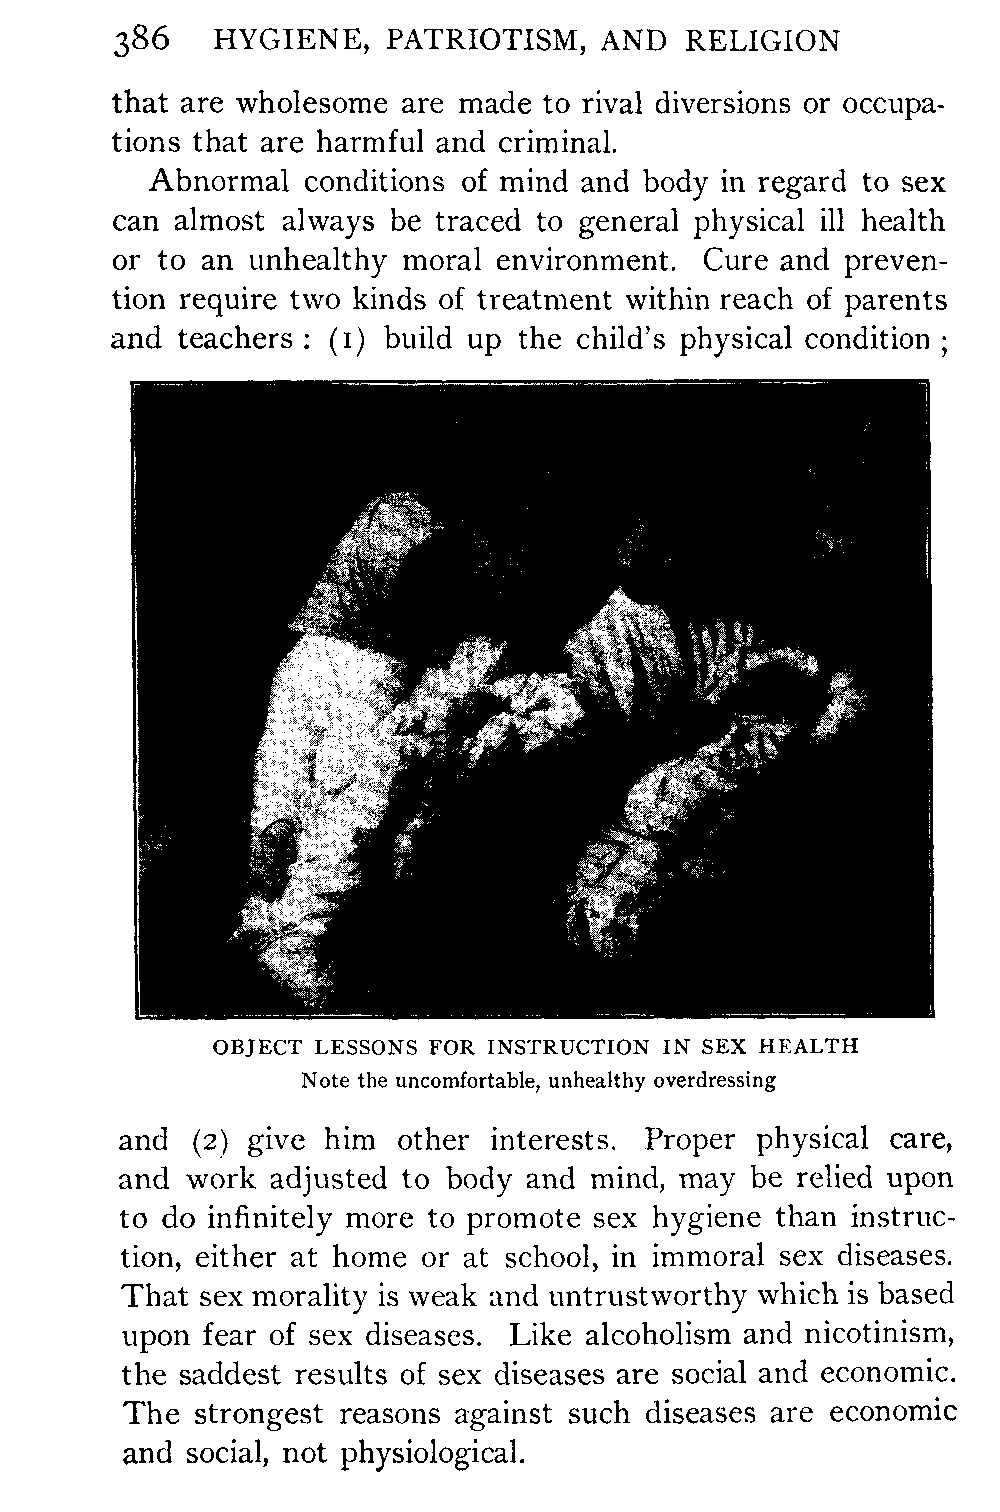 386 HYGIENE, PATRIOTISM, AND RELIGION
that are wholesome are made to rival diversions or occupa-
tions that are harmful and criminal.
Abnormal conditions of mind and body in regard to sex
can almost always be traced to general physical ill health
or to an unhealthy moral environment. Cure and preven-
tion require two kinds of treatment within reach of parents
and teachers : (1) build up the child's physical condition ;
OBJECT LESSONS FOR INSTRUCTION IN SEX HEALTH
Note the uncomfortable, unhealthy overdressing
and (2) give him other interests. Proper physical care,
and work adjusted to body and mind, may be relied upon
to do infinitely more to promote sex hygiene than instruc-
tion, either at home or at school, in immoral sex diseases.
That sex morality is weak and untrustworthy which is based
upon fear of sex diseases. Like alcoholism and nicotinism,
the saddest results of sex diseases are social and economic.
The strongest reasons against such diseases are economic
and social, not physiological.